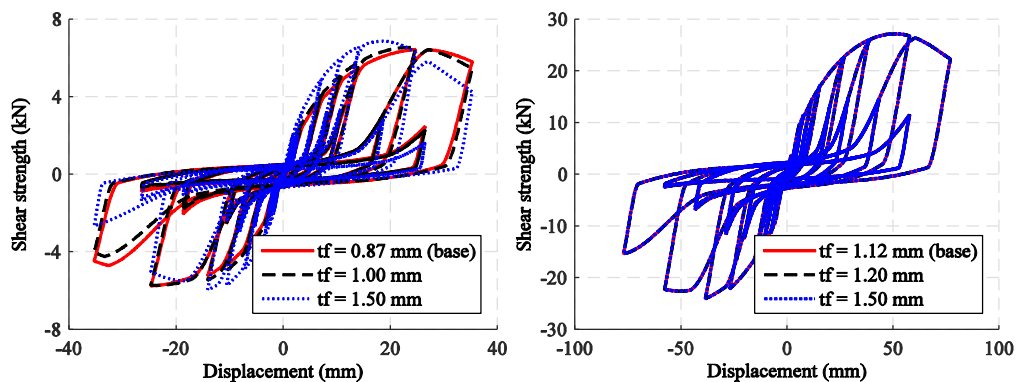 8
4
0
-4
-8
-40
-20
0
20
40
Shear strength (kN)
Displacement (mm)
tf = 0.87 mm (base)
tf = 1.00 mm
tf = 1.50 mm
30
20
10
0
-10
-20
-30
-100
-50
0
50
100
Shear strength (kN)
Displacement (mm)
tf = 1.12 mm (base)
tf = 1.20 mm
tf = 1.50 mm